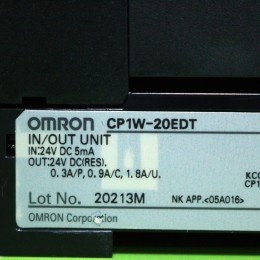 OMRON CP1W-20EDT
IN/OUT UNIT
IN:24V DC 5mA
OUT:24V DC(RES).
0.3A/P, 0.9A/C, 1.8A/U.
KCC
CP1
Lot No. 20213M NK APP.<05A016>
OMRON Corporation